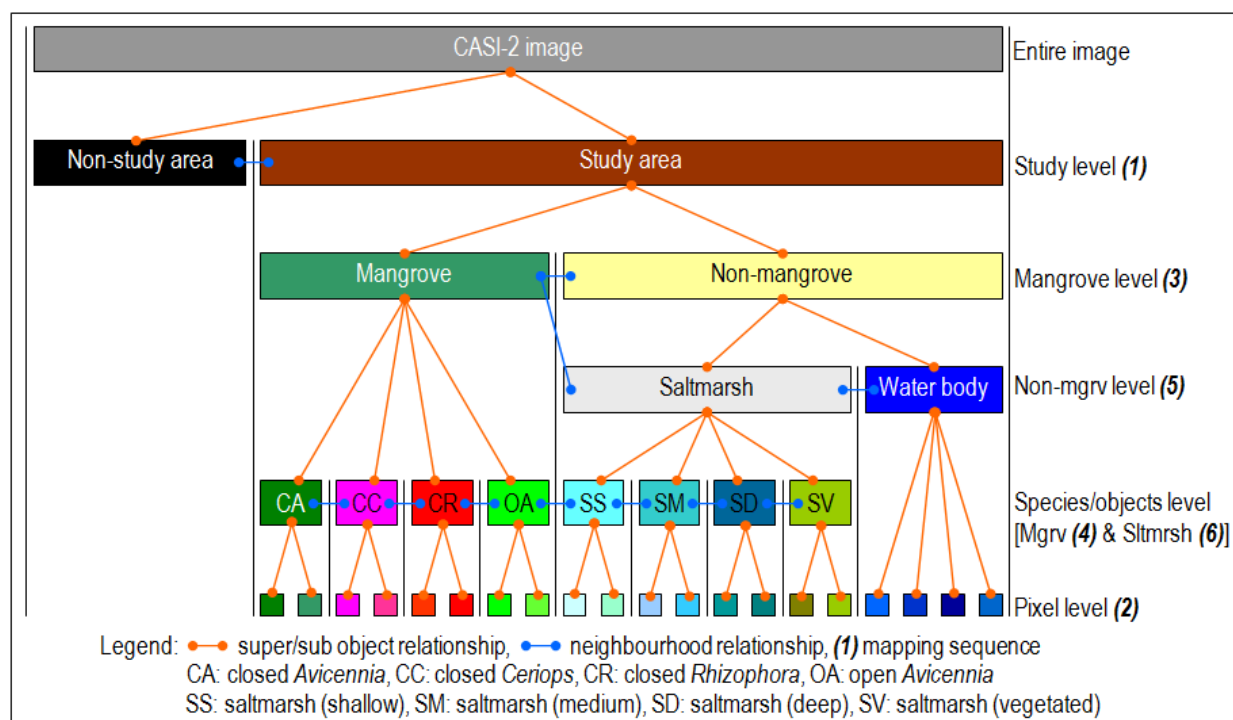 CASI-2 image
Entire image
Non-study area
Study area
Study level (1)
Mangrove
Non-mangrove
Mangrove level (3)
Saltmarsh
Water body
Non-mgrv level (5)
CA
CC
CR
OA
SS
SM
SD
SV
Species/objects level
[Mgrv (4) & Sltmrsh (6)]
Pixel level (2)
Legend: super/sub object relationship, neighbourhood relationship, (1) mapping sequence
CA: closed Avicennia, CC: closed Ceriops, CR: closed Rhizophora, OA: open Avicennia
SS: saltmarsh (shallow), SM: saltmarsh (medium), SD: saltmarsh (deep), SV: saltmarsh (vegetated)